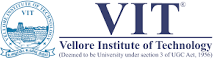 VIT®
Vellore Institute of Technology
(Deemed to be University under section 3 of UGC Act, 1956)